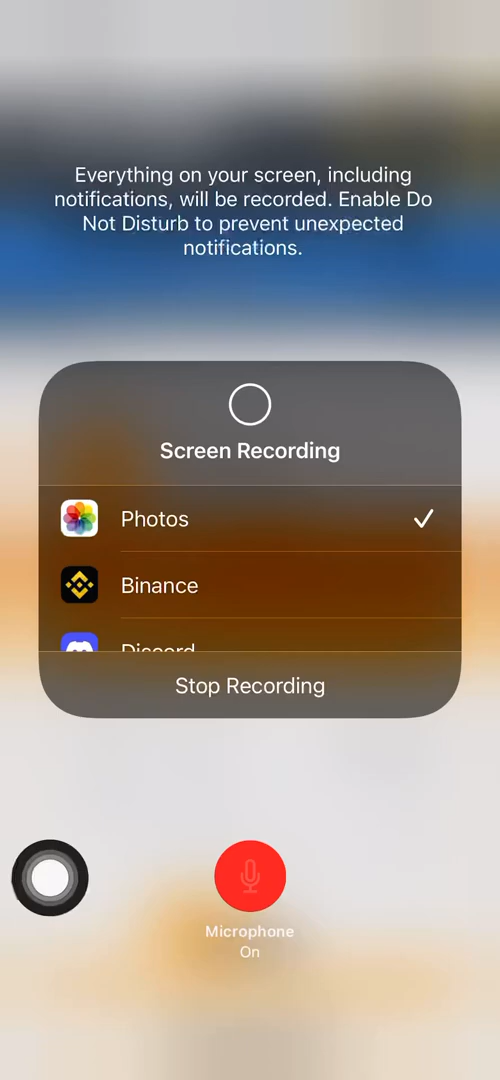 Everything on your screen, including
notifications, will be recorded. Enable Do
Not Disturb to prevent unexpected
notifications.
Screen Recording
Photos
Binance
Discord
Stop Recording
Microphone
On